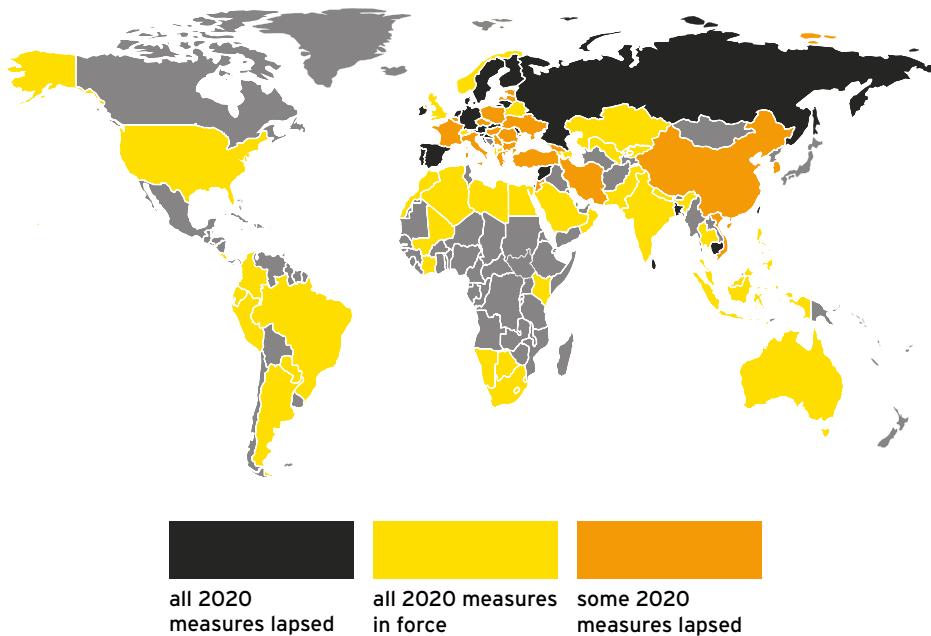 all 2020
measures lapsed
all 2020 measures
in force
some 2020
measures lapsed